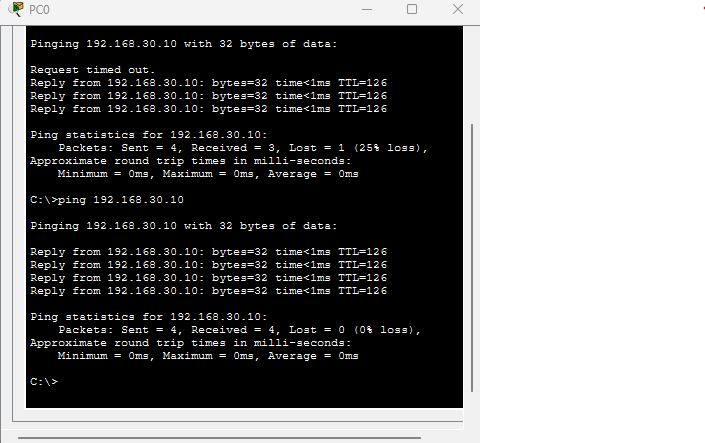 PC0
Pinging 192.168.30.10 with 32 bytes of data:
Request timed out.
Reply from 192.168.30.10: bytes=32 time<1ms TTL=126
Reply from 192.168.30.10: bytes=32 time<1ms TTL=126
Reply from 192.168.30.10: bytes=32 time<1ms TTL=126
Ping statistics for 192.168.30.10:
    Packets: Sent = 4, Received = 3, Lost = 1 (25% loss),
Approximate round trip times in milli-seconds:
    Minimum = 0ms, Maximum = 0ms, Average = 0ms
C:\>ping 192.168.30.10
Pinging 192.168.30.10 with 32 bytes of data:
Reply from 192.168.30.10: bytes=32 time<1ms TTL=126
Reply from 192.168.30.10: bytes=32 time<1ms TTL=126
Reply from 192.168.30.10: bytes=32 time<1ms TTL=126
Reply from 192.168.30.10: bytes=32 time<1ms TTL=126
Ping statistics for 192.168.30.10:
    Packets: Sent = 4, Received = 4, Lost = 0 (0% loss),
Approximate round trip times in milli-seconds:
    Minimum = 0ms, Maximum = 0ms, Average = 0ms
C:\>